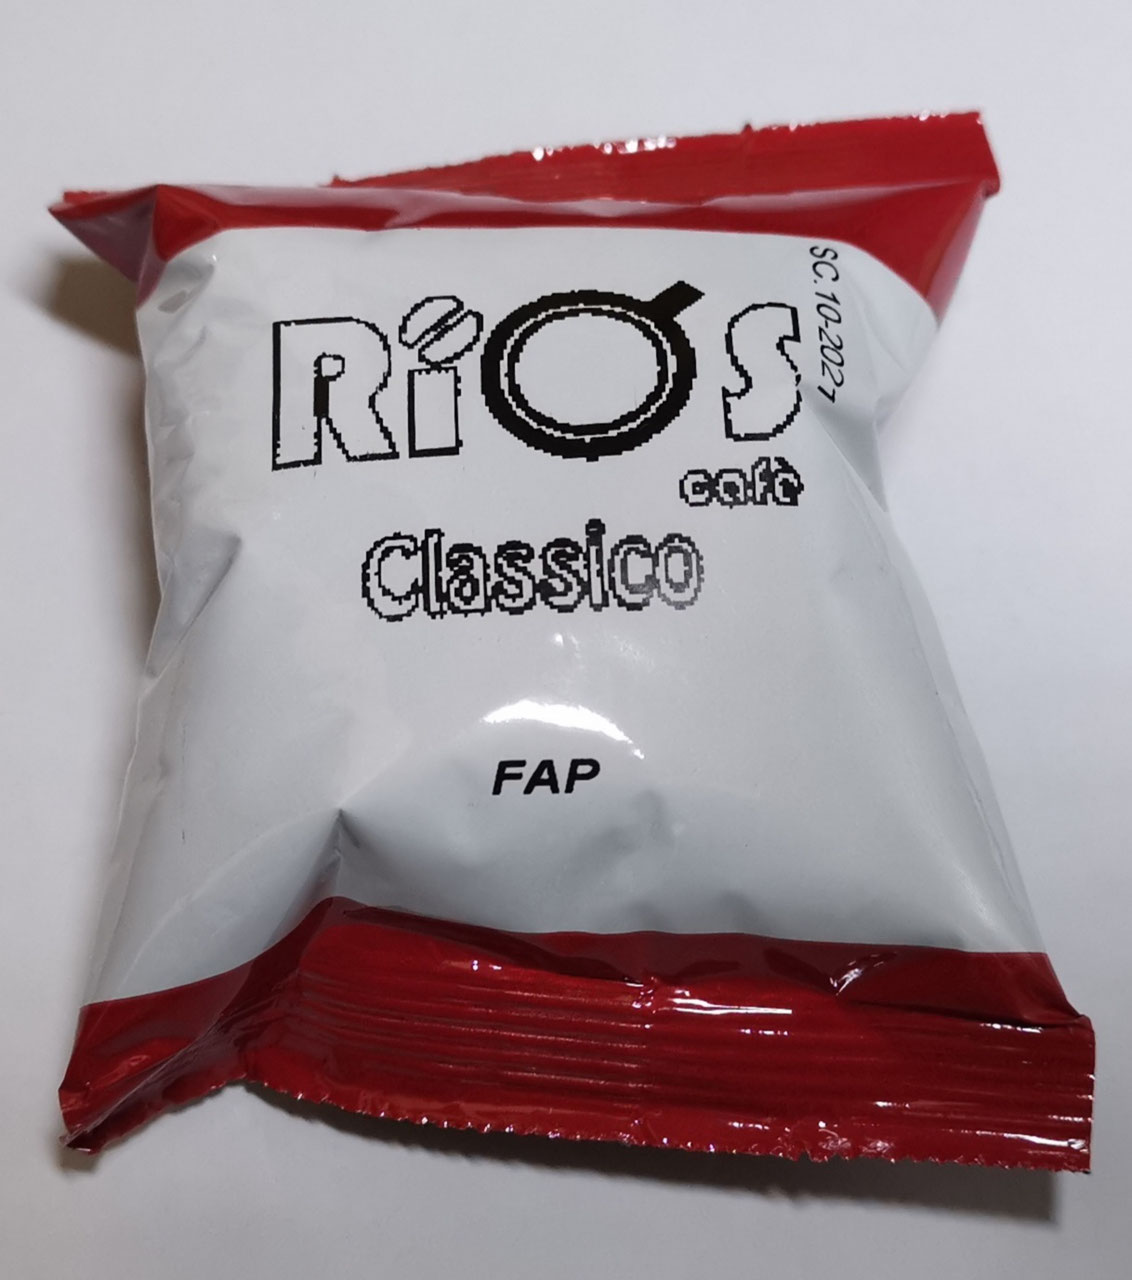 RiOS
cafè
Classico
FAP
SC.10-2021